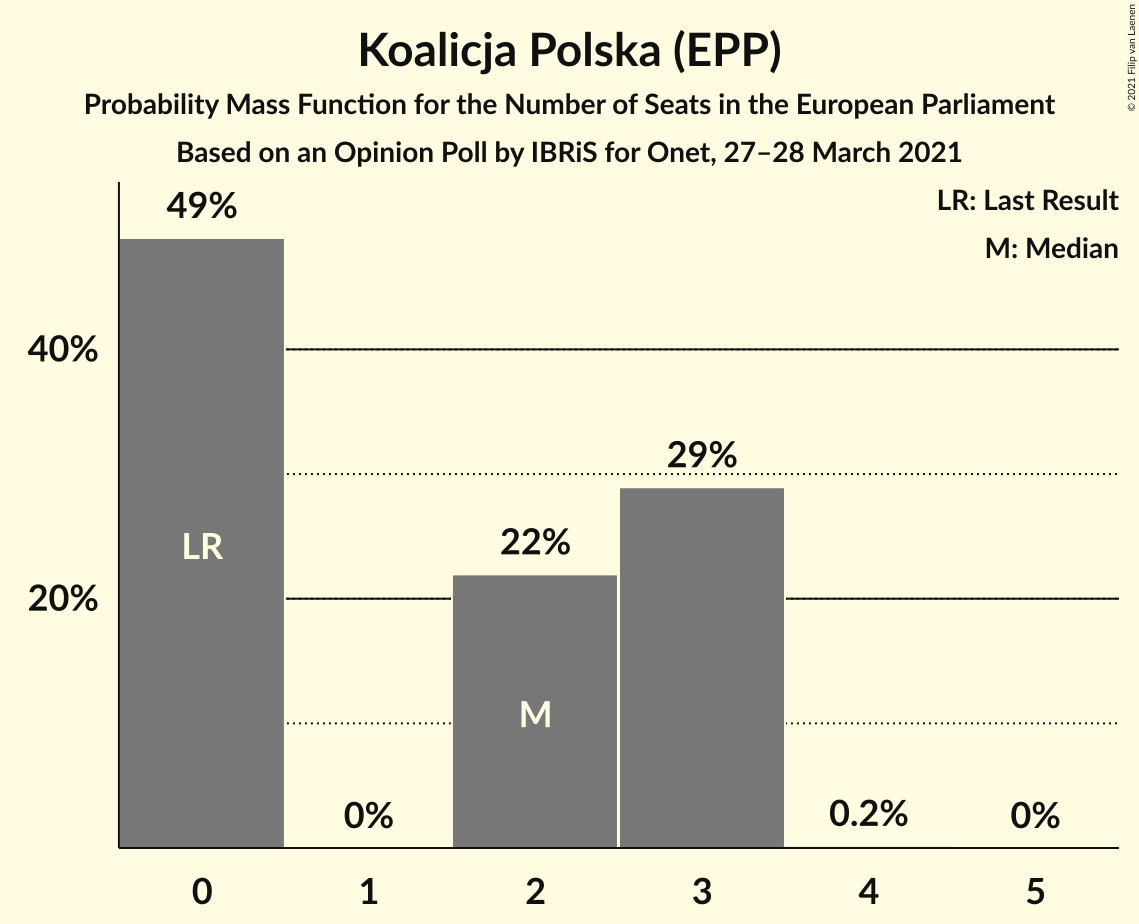 Koalicja Polska (EPP)
Probability Mass Function for the Number of Seats in the European Parliament
Based on an Opinion Poll by IBRiS for Onet, 27–28 March 2021
© 2021 Filip van Laenen
LR: Last Result
M: Median
49%
40%
29%
22%
20%
LR
M
0%
0.2%
0%
0 1 2 3 4 5